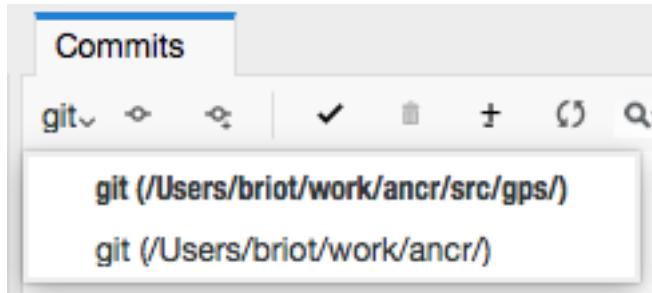 Commits
git
git (/Users/briot/work/ancr/src/gps/)
git (/Users/briot/work/ancr/)